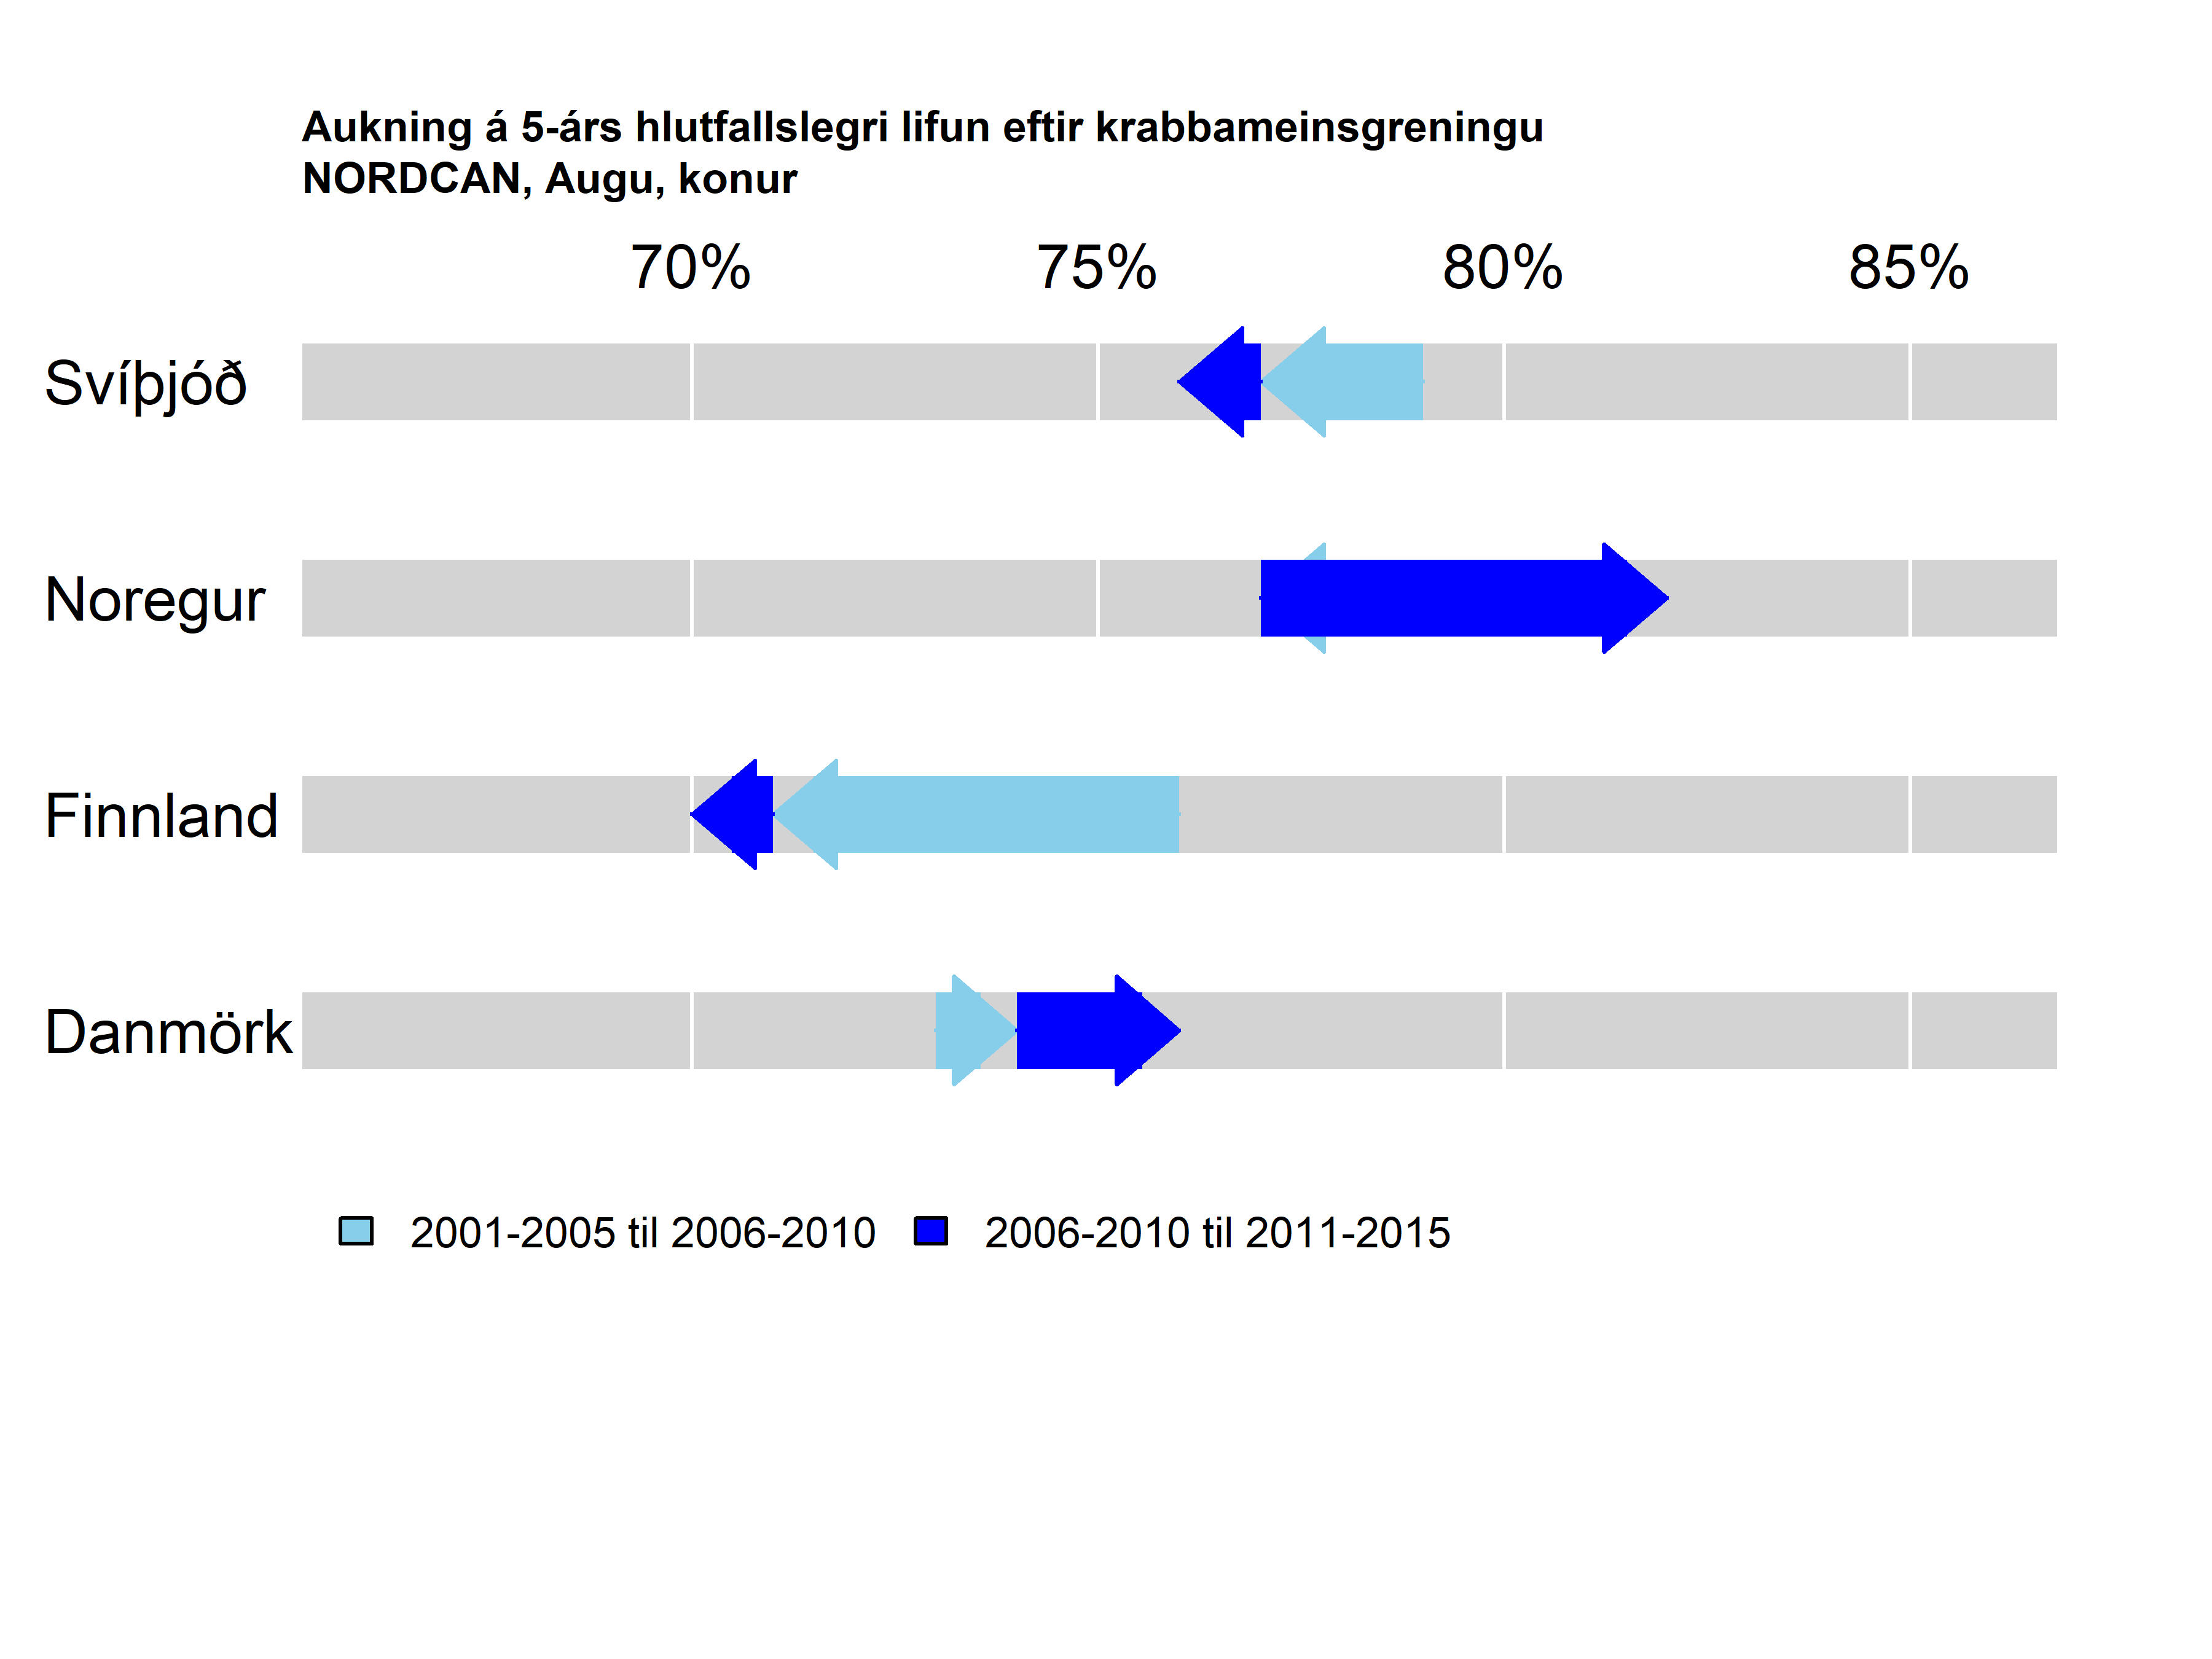 Aukning á 5-árs hlutfallslegri lifun eftir krabbameinsgreningu
NORDCAN, Augu, konur
70% 75% 80% 85%
Svíþjóð
Noregur
Finnland
Danmörk
2001-2005 til 2006-2010 2006-2010 til 2011-2015